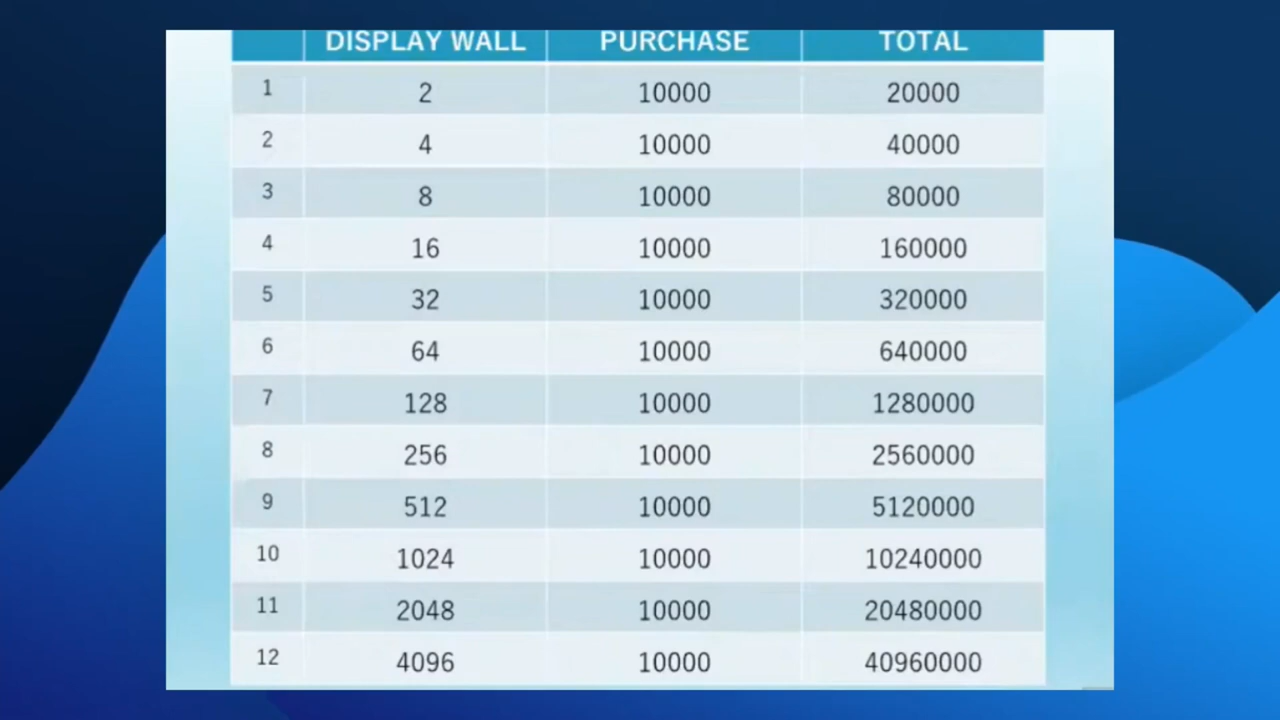 DISPLAY WALL PURCHASE TOTAL
1 2 10000 20000
2 4 10000 40000
3 8 10000 80000
4 16 10000 160000
5 32 10000 320000
6 64 10000 640000
7 128 10000 1280000
8 256 10000 2560000
9 512 10000 5120000
10 1024 10000 10240000
11 2048 10000 20480000
12 4096 10000 40960000